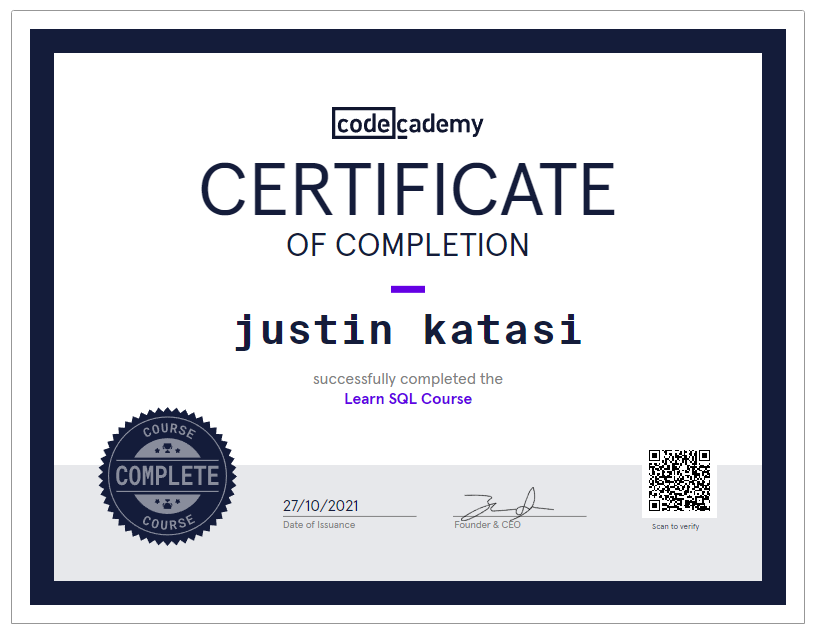 codecademy
CERTIFICATE
OF COMPLETION
justin katasi
successfully completed the
Learn SQL Course
COURSE
COMPLETE
COURSE
27/10/2021
Date of Issuance
Founder & CEO
Scan to verify